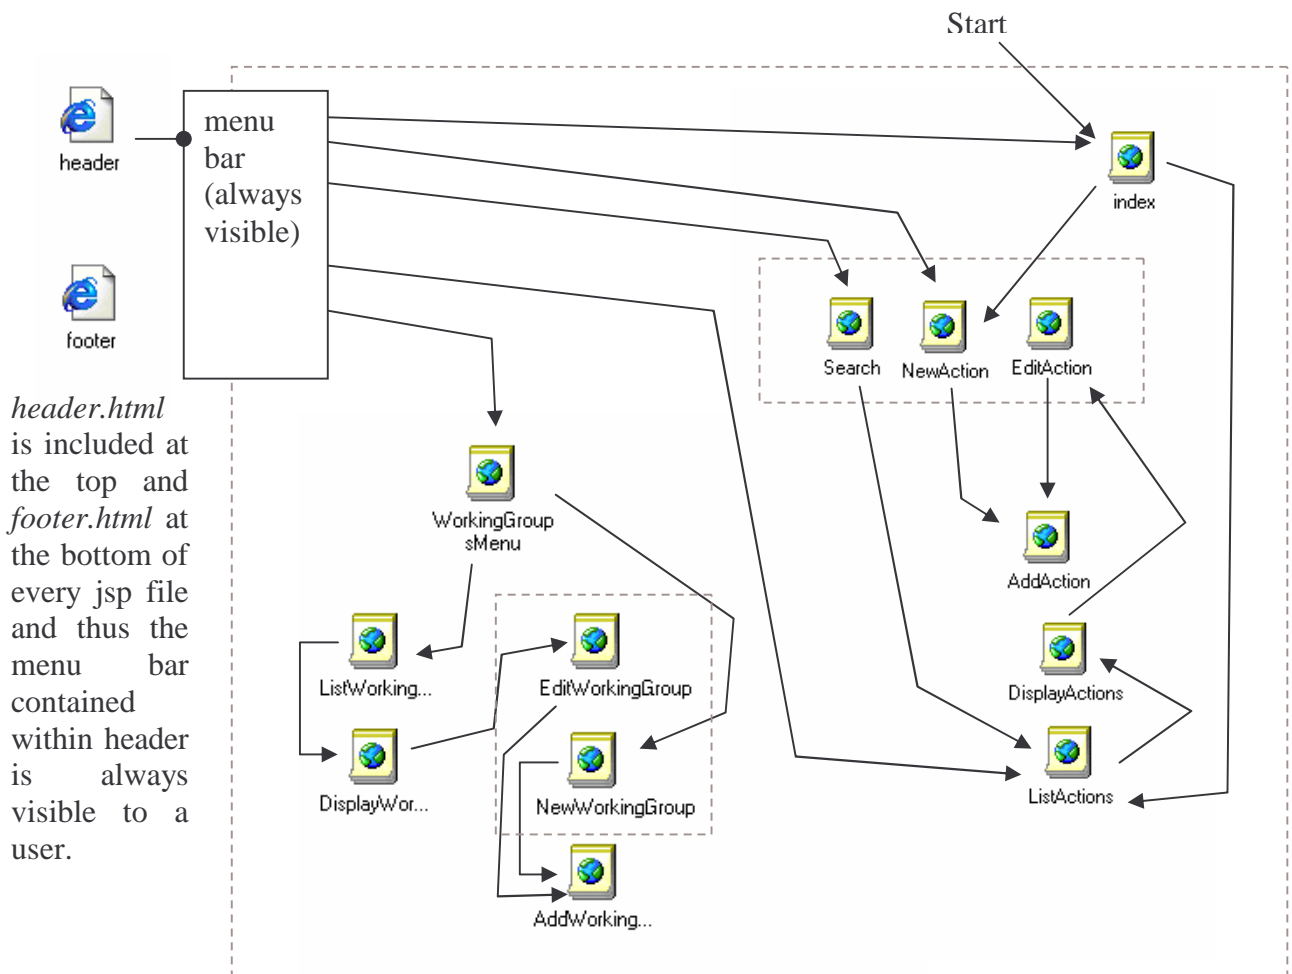 Start
header
menu
bar
(always
visible)
index
footer
Search
NewAction
EditAction
header.html
is included at
the top and
footer.html at
the bottom of
every jsp file
and thus the
menu bar
contained
within header
is always
visible to a
user.
WorkingGroup
sMenu
AddAction
ListWorking...
EditWorkingGroup
DisplayActions
DisplayWor...
NewWorkingGroup
ListActions
AddWorking...